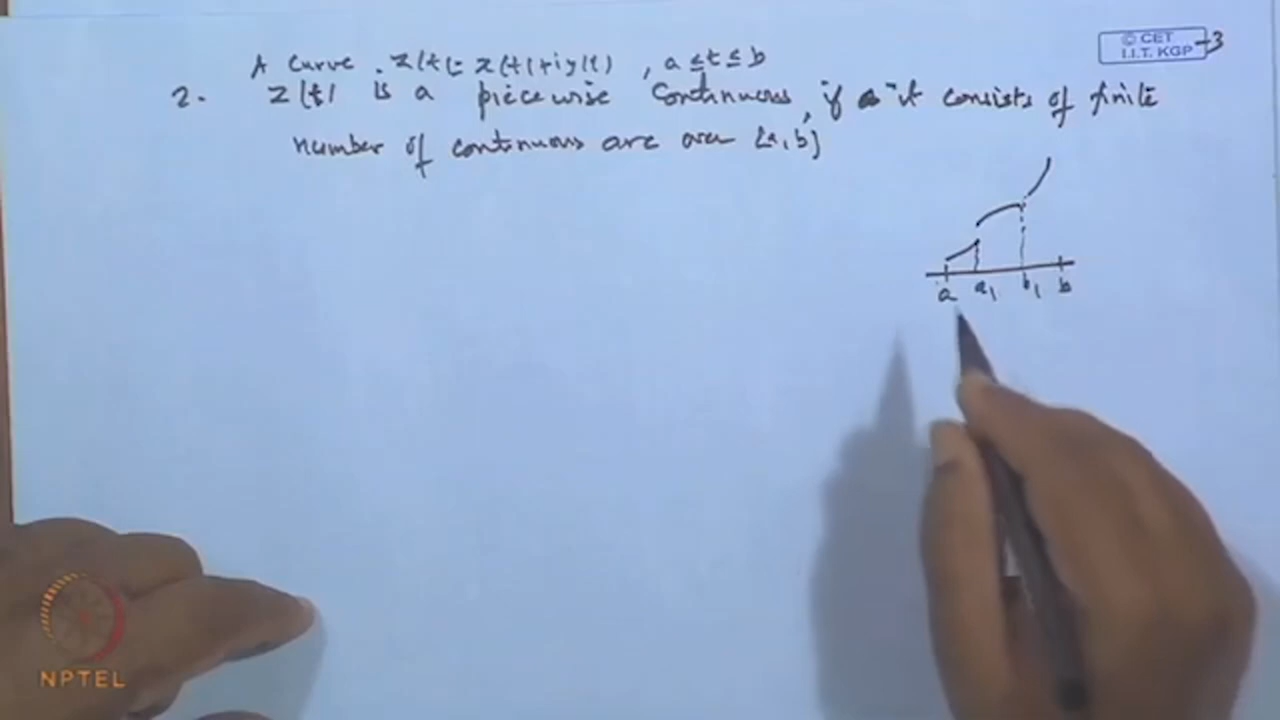 A curve z(t) = x(t)+iy(t) , a ≤ t ≤ b
2. z(t) is a piecewise continuous, if it consists of finite
number of continuous arc over [a, b]
© CET
I.I.T. KGP
-3
a a1 b1 b
NPTEL